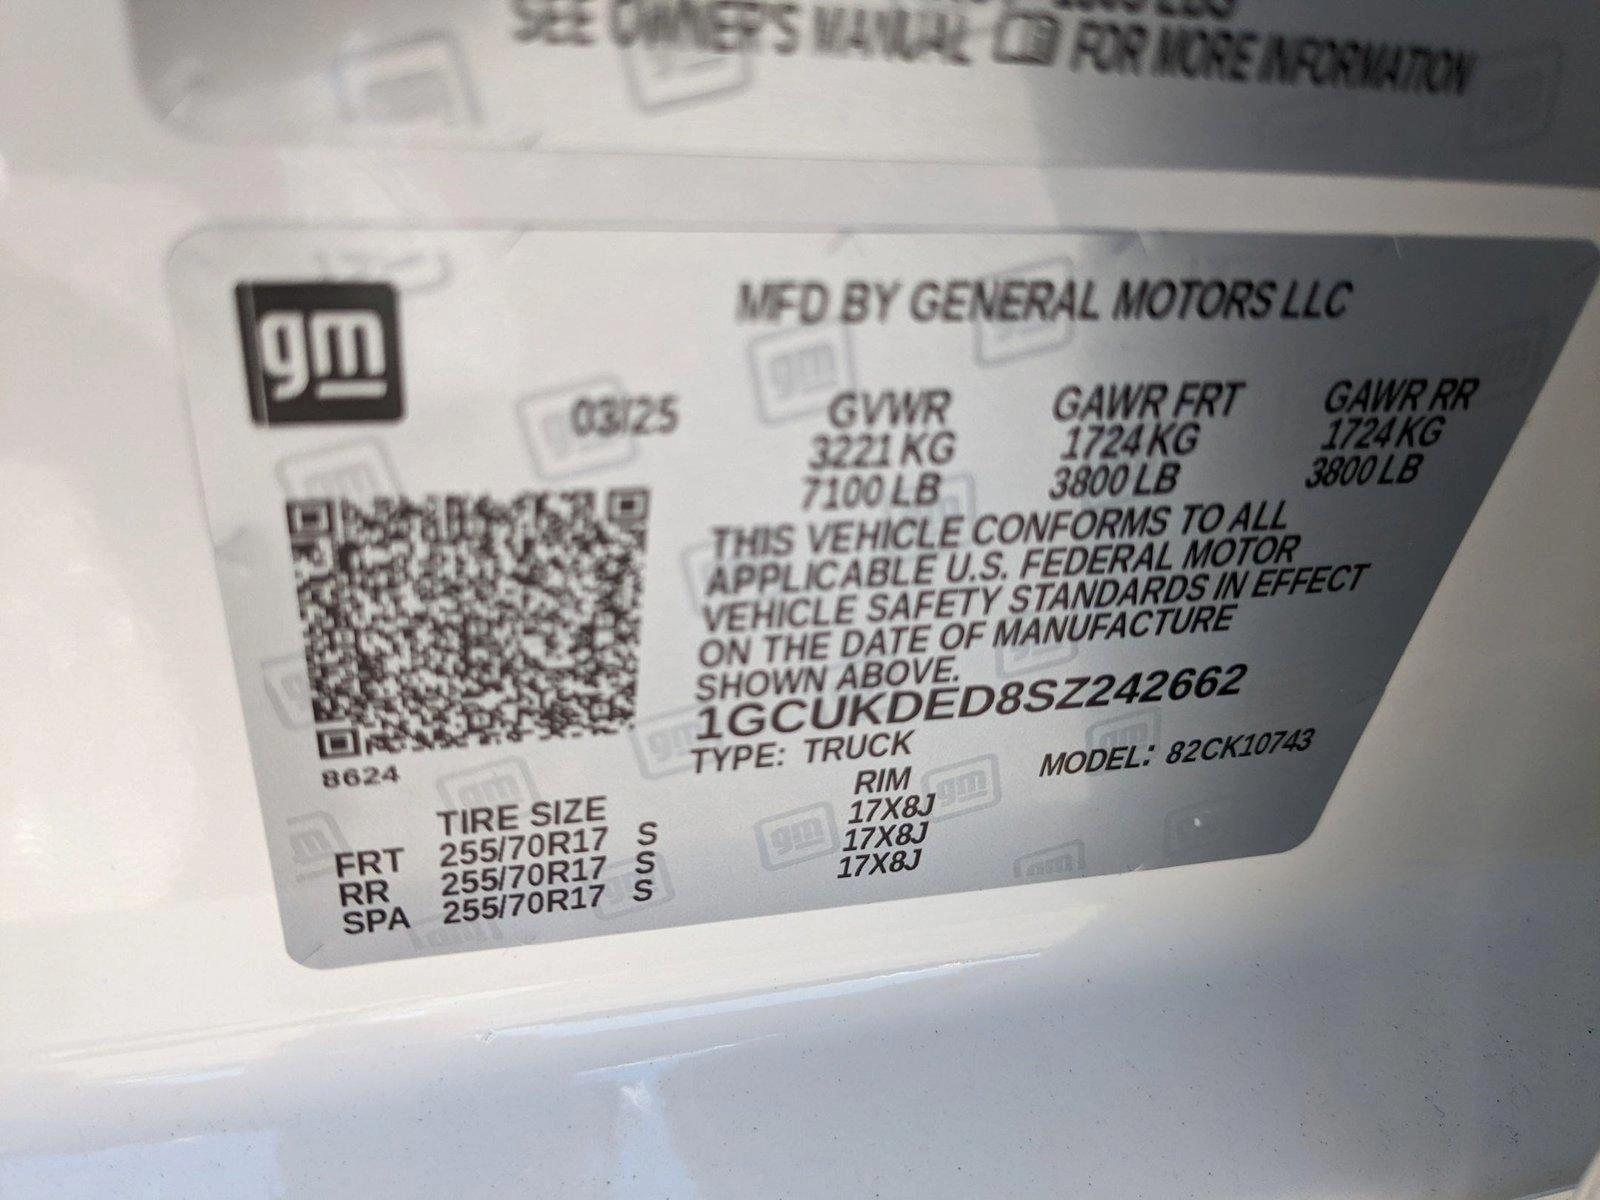 SEE OWNER'S MANUAL FOR MORE INFORMATION
gm
MFD BY GENERAL MOTORS LLC
03/25
GVWR GAWR FRT GAWR RR
3221 KG 1724 KG 1724 KG
7100 LB 3800 LB 3800 LB
THIS VEHICLE CONFORMS TO ALL
APPLICABLE U.S. FEDERAL MOTOR
VEHICLE SAFETY STANDARDS IN EFFECT
ON THE DATE OF MANUFACTURE
SHOWN ABOVE.
1GCUKDED8SZ242662
TYPE: TRUCK MODEL: 82CK10743
8624
TIRE SIZE RIM
FRT 255/70R17 S 17X8J
RR 255/70R17 S 17X8J
SPA 255/70R17 S 17X8J